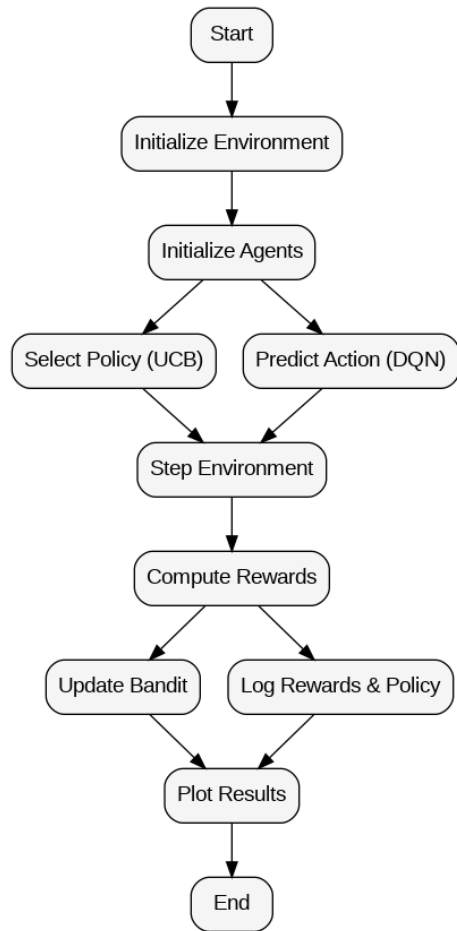 Start
Initialize Environment
Initialize Agents
Select Policy (UCB)
Predict Action (DQN)
Step Environment
Compute Rewards
Update Bandit
Log Rewards & Policy
Plot Results
End